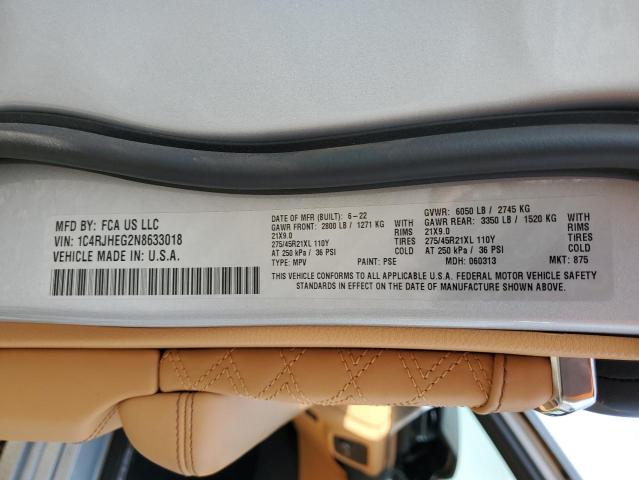 MFD BY: FCA US LLC
VIN: 1C4RJHEG2N8633018
VEHICLE MADE IN: U.S.A.
DATE OF MFR (BUILT): 6-22 GVWR: 6050 LB / 2745 KG
GAWR FRONT: 2800 LB / 1271 KG WITH GAWR REAR: 3350 LB / 1520 KG WITH
21X9.0 RIMS 21X9.0 RIMS
275/45R21XL 110Y TIRES 275/45R21XL 110Y TIRES
AT 250 kPa / 36 PSI COLD AT 250 kPa / 36 PSI COLD
TYPE: MPV PAINT: PSE MDH: 060313 MKT: 875
THIS VEHICLE CONFORMS TO ALL APPLICABLE U.S.A. FEDERAL MOTOR VEHICLE SAFETY
STANDARDS IN EFFECT ON THE DATE OF MANUFACTURE SHOWN ABOVE.